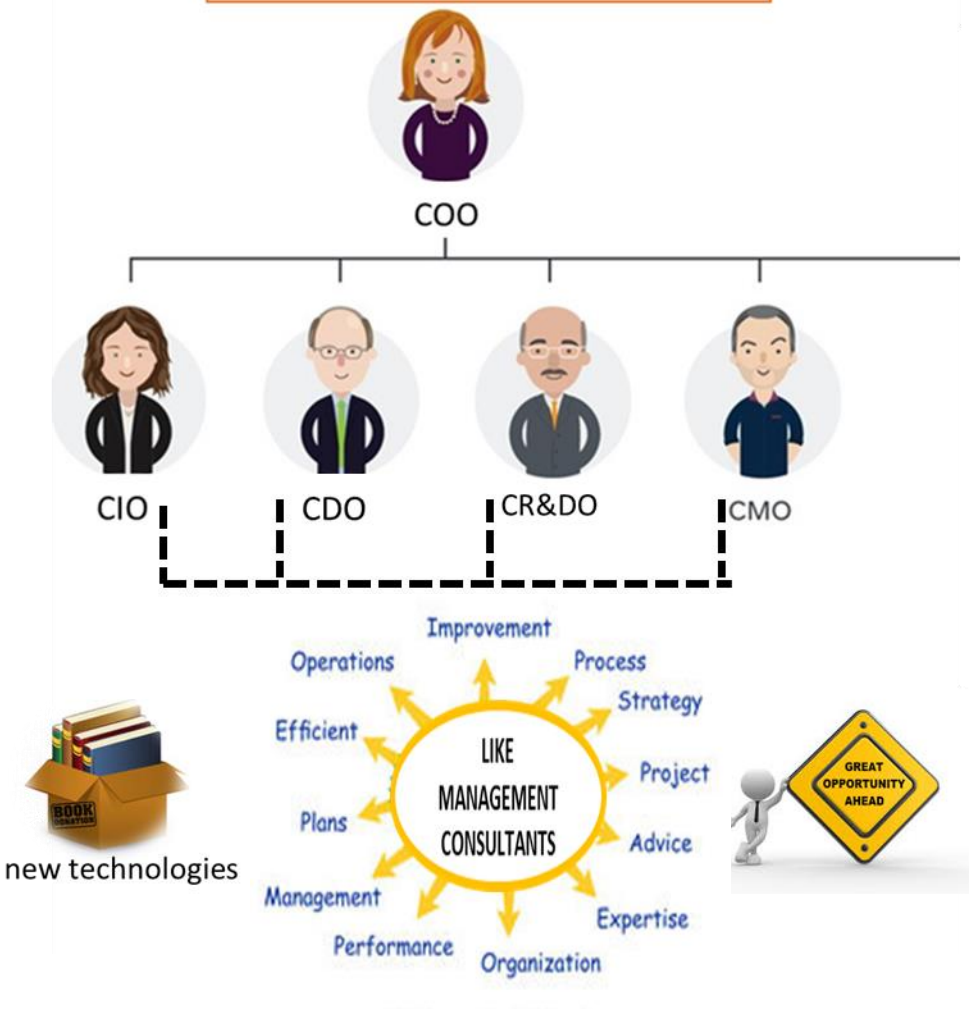 COO
CIO
CDO
CR&DO
CMO
Improvement
Operations
Process
Strategy
Efficient
LIKE
MANAGEMENT
CONSULTANTS
Project
Plans
Advice
Management
Expertise
Performance
Organization
BOOK
DONATION
new technologies
GREAT
OPPORTUNITY
AHEAD